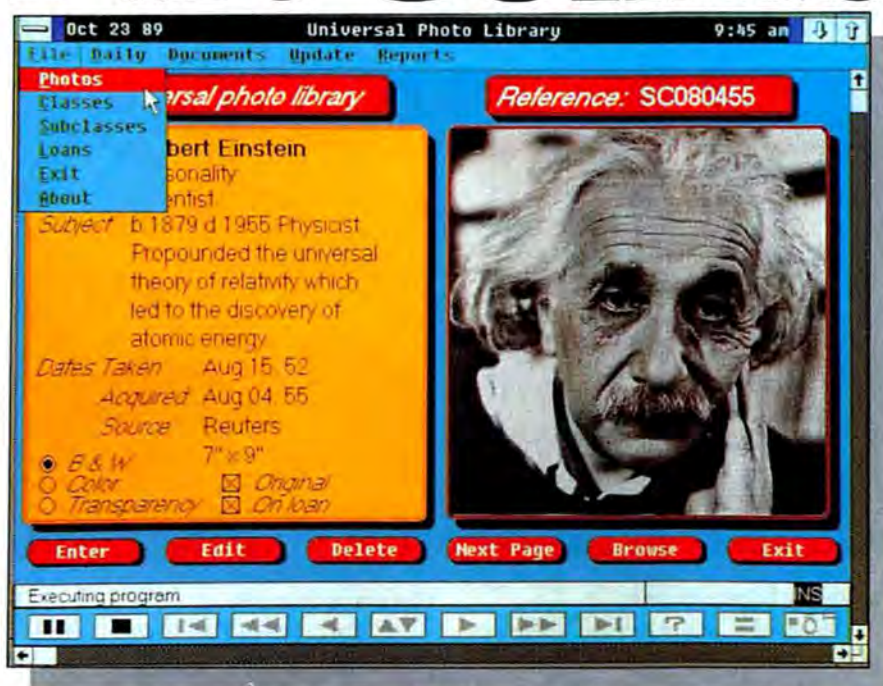 Oct 23 89 Universal Photo Library 9:45 am
File Daily Documents Update Reports
Photos
Classes
Subclasses
Loans
Exit
About
ersal photo library
Reference: SC080455
bert Einstein
sonality
entist
Subject b 1879 d 1955 Physicist
Propounded the universal
theory of relativity which
led to the discovery of
atomic energy
Dates Taken Aug 15, 52
Acquired Aug 04, 55
Source Reuters
B & W 7" x 9"
Color Original
Transparency On loan
Enter Edit Delete Next Page Browse Exit
Executing program INS